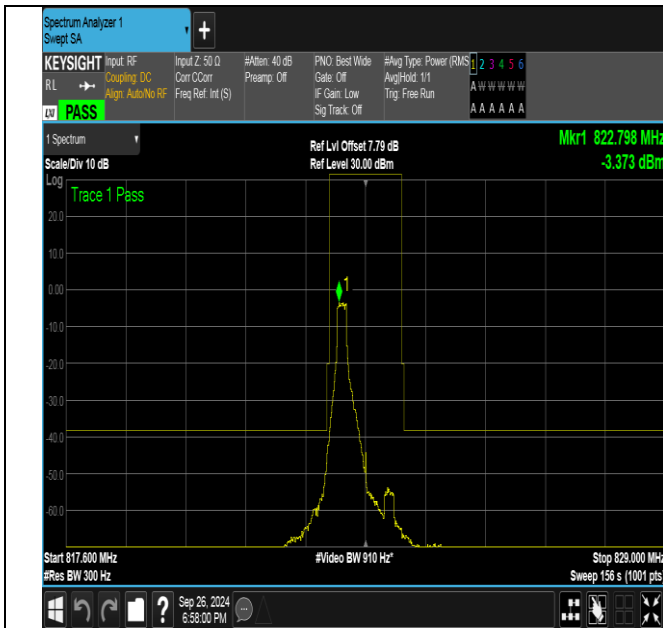 Spectrum Analyzer 1
Swept SA
+
KEYSIGHT
RL
LXI
PASS
Input: RF
Coupling: DC
Align: Auto/No RF
Input Z: 50 Ω
Corr CCorr
Freq Ref: Int (S)
#Atten: 40 dB
Preamp: Off
PNO: Best Wide
Gate: Off
IF Gain: Low
Sig Track: Off
#Avg Type: Power (RMS
Avg|Hold: 1/1
Trig: Free Run
1 2 3 4 5 6
A W W W W W
A A A A A A
1 Spectrum
Scale/Div 10 dB
Ref Lvl Offset 7.79 dB
Ref Level 30.00 dBm
Mkr1 822.798 MHz
-3.373 dBm
Log
Trace 1 Pass
20.0
10.0
0.00
-10.0
-20.0
-30.0
-40.0
-50.0
-60.0
1
Start 817.600 MHz
#Res BW 300 Hz
#Video BW 910 Hz*
Stop 829.000 MHz
Sweep 156 s (1001 pts)
?
Sep 26, 2024
6:58:00 PM